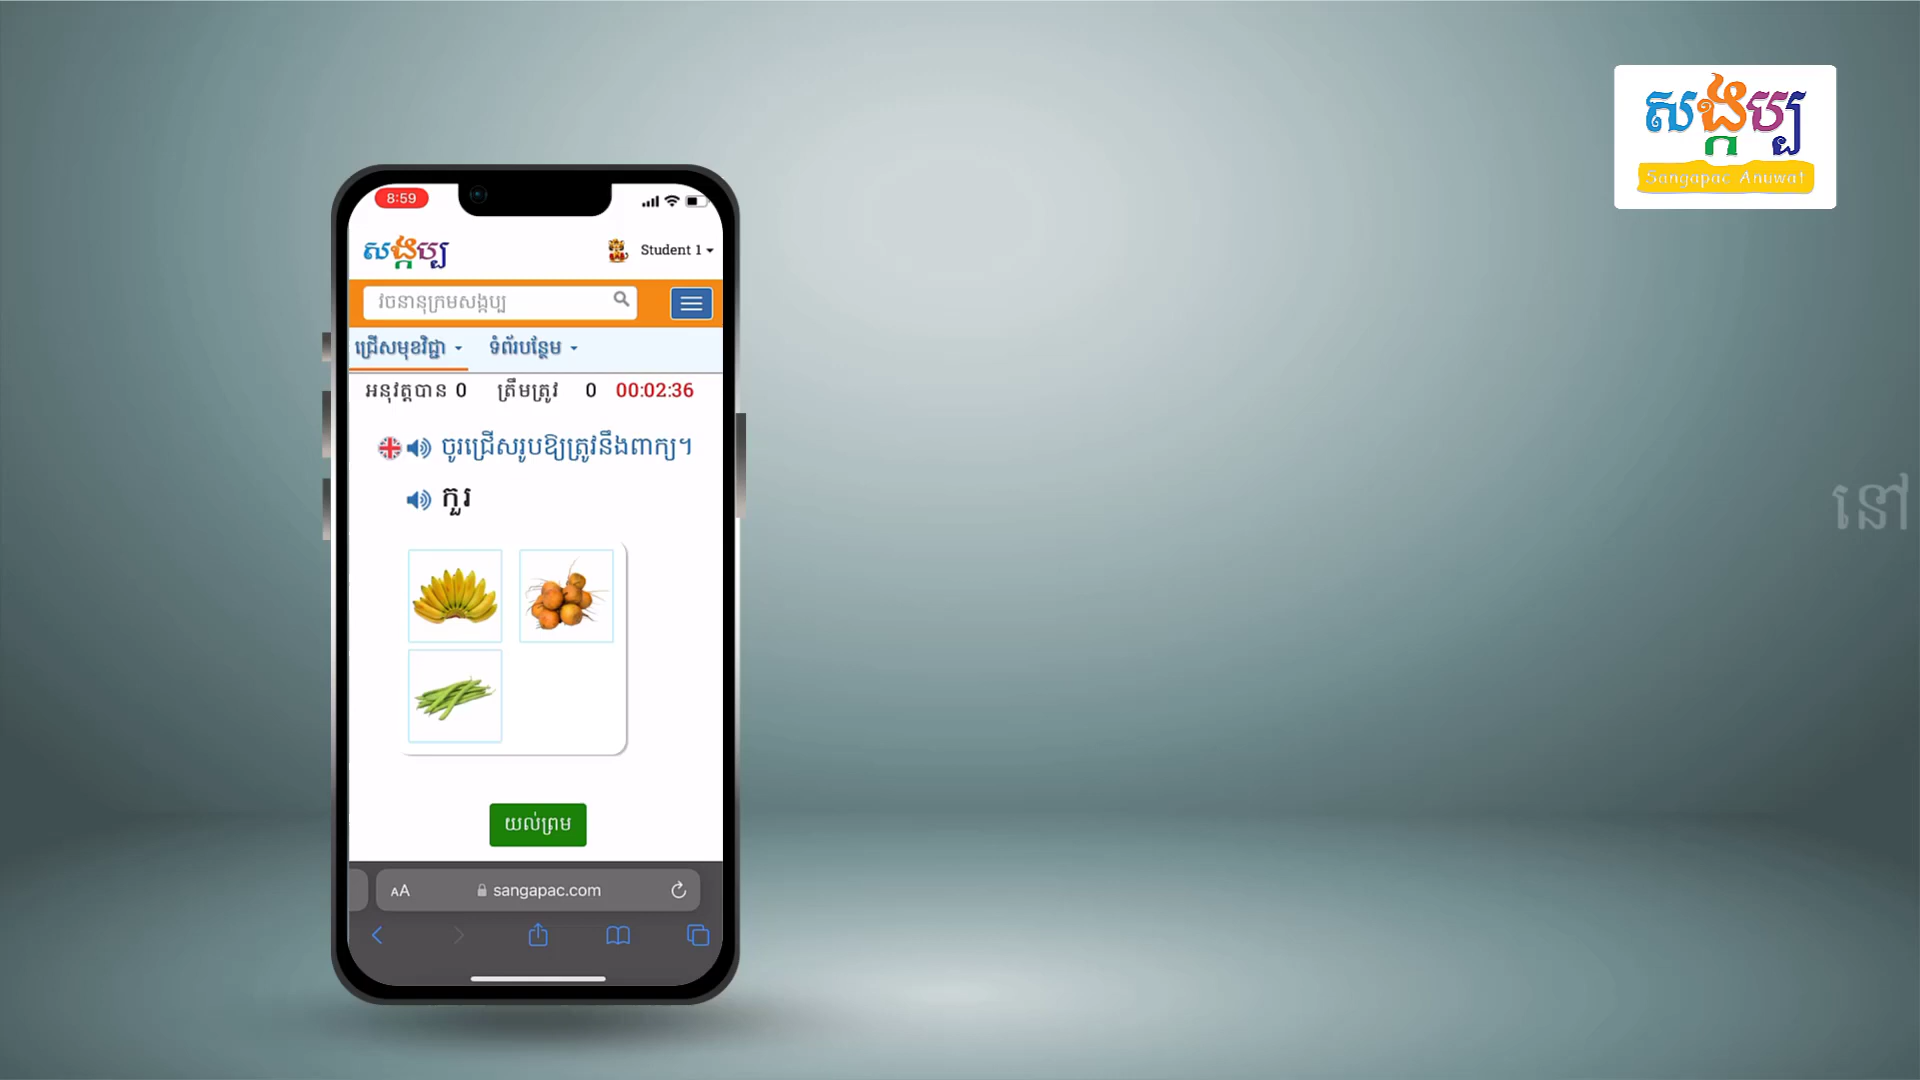 សង្កប្ប
Sangapac Anuwat
8:59
សង្កប្ប
Student 1
វចនានុក្រមសង្កប្ប
ជ្រើសមុខវិជ្ជា ទំព័របន្ថែម
អនុវត្តបាន 0 ត្រឹមត្រូវ 0 00:02:36
ចូរជ្រើសរូបឱ្យត្រូវនឹងពាក្យ។
កួរ
នៅ
យល់ព្រម
AA sangapac.com